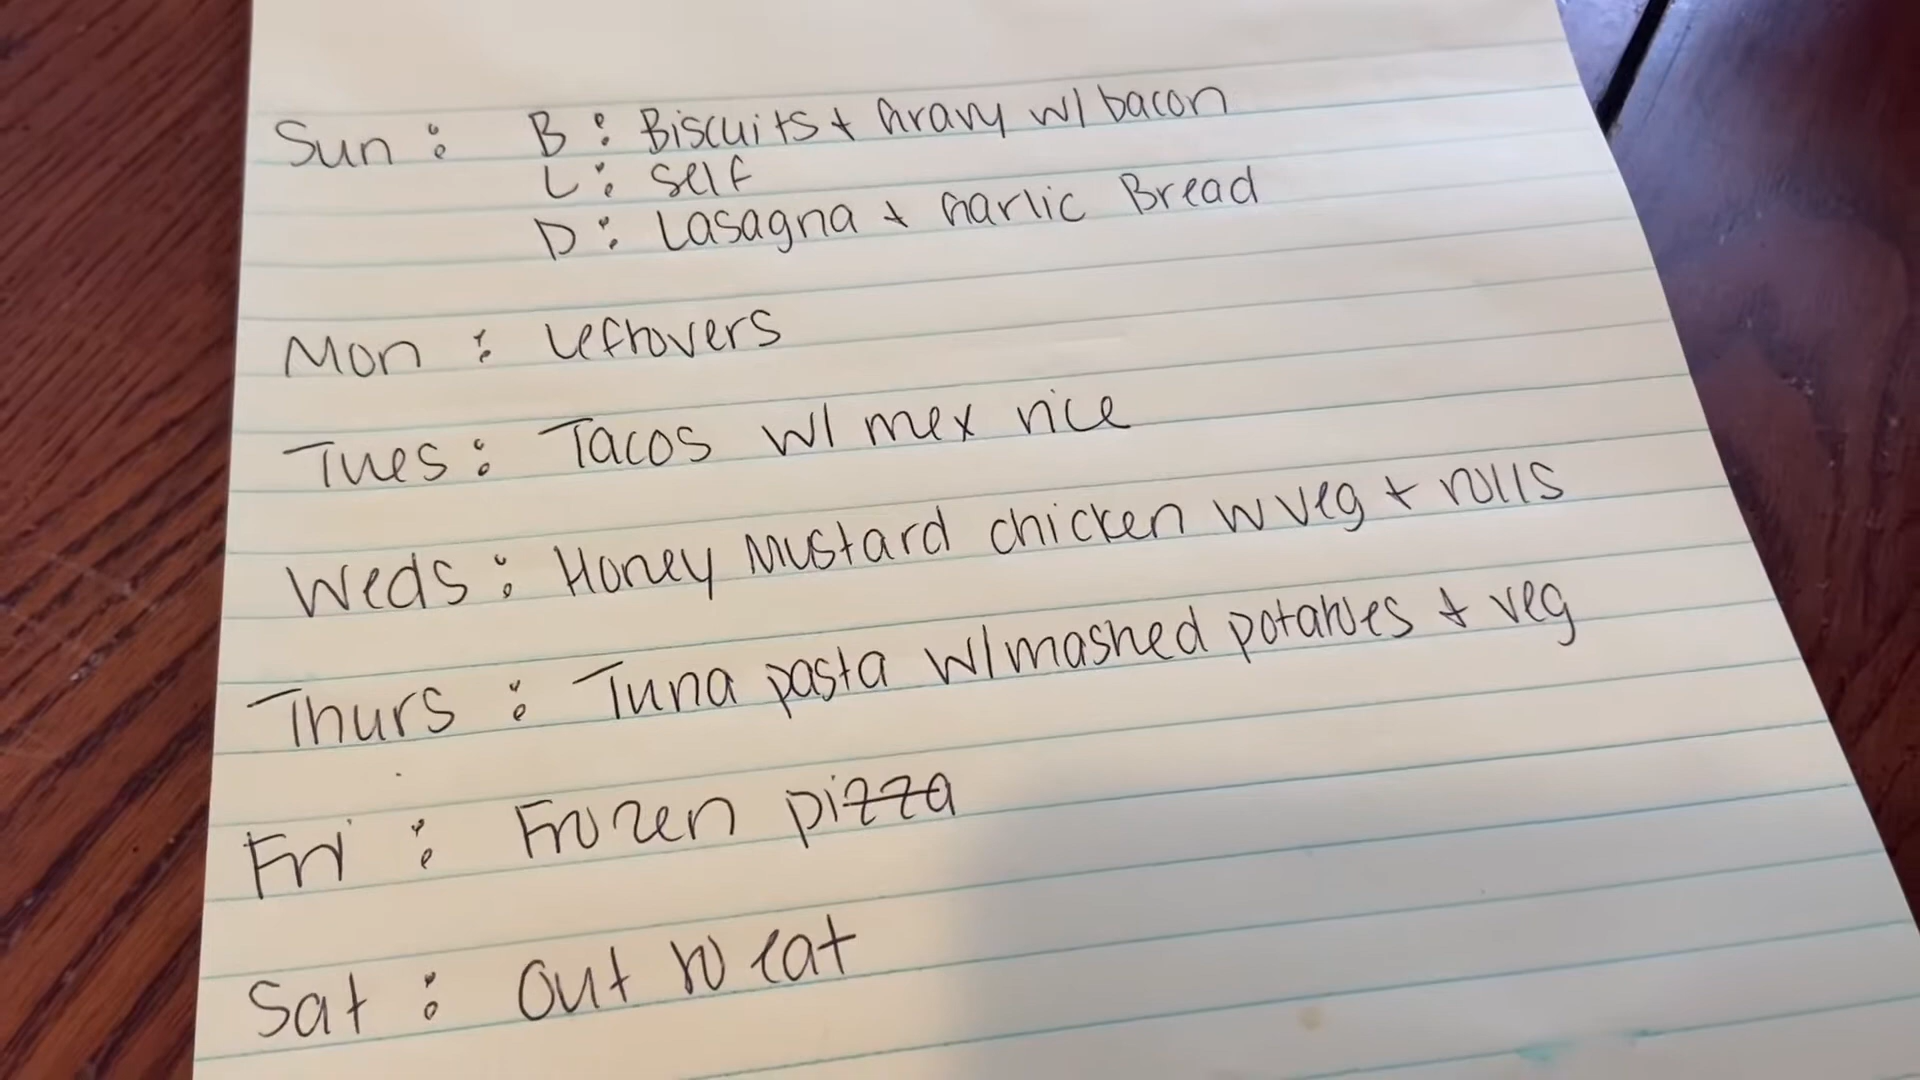 Sun : B : Biscuits + Gravy w/ bacon
L : self
D : Lasagna + Garlic Bread
Mon : leftovers
Tues : Tacos w/ mex rice
Weds : Honey Mustard chicken w veg + rolls
Thurs : Tuna pasta w/ mashed potatoes + veg
Fri : Frozen pizza
Sat : Out to eat